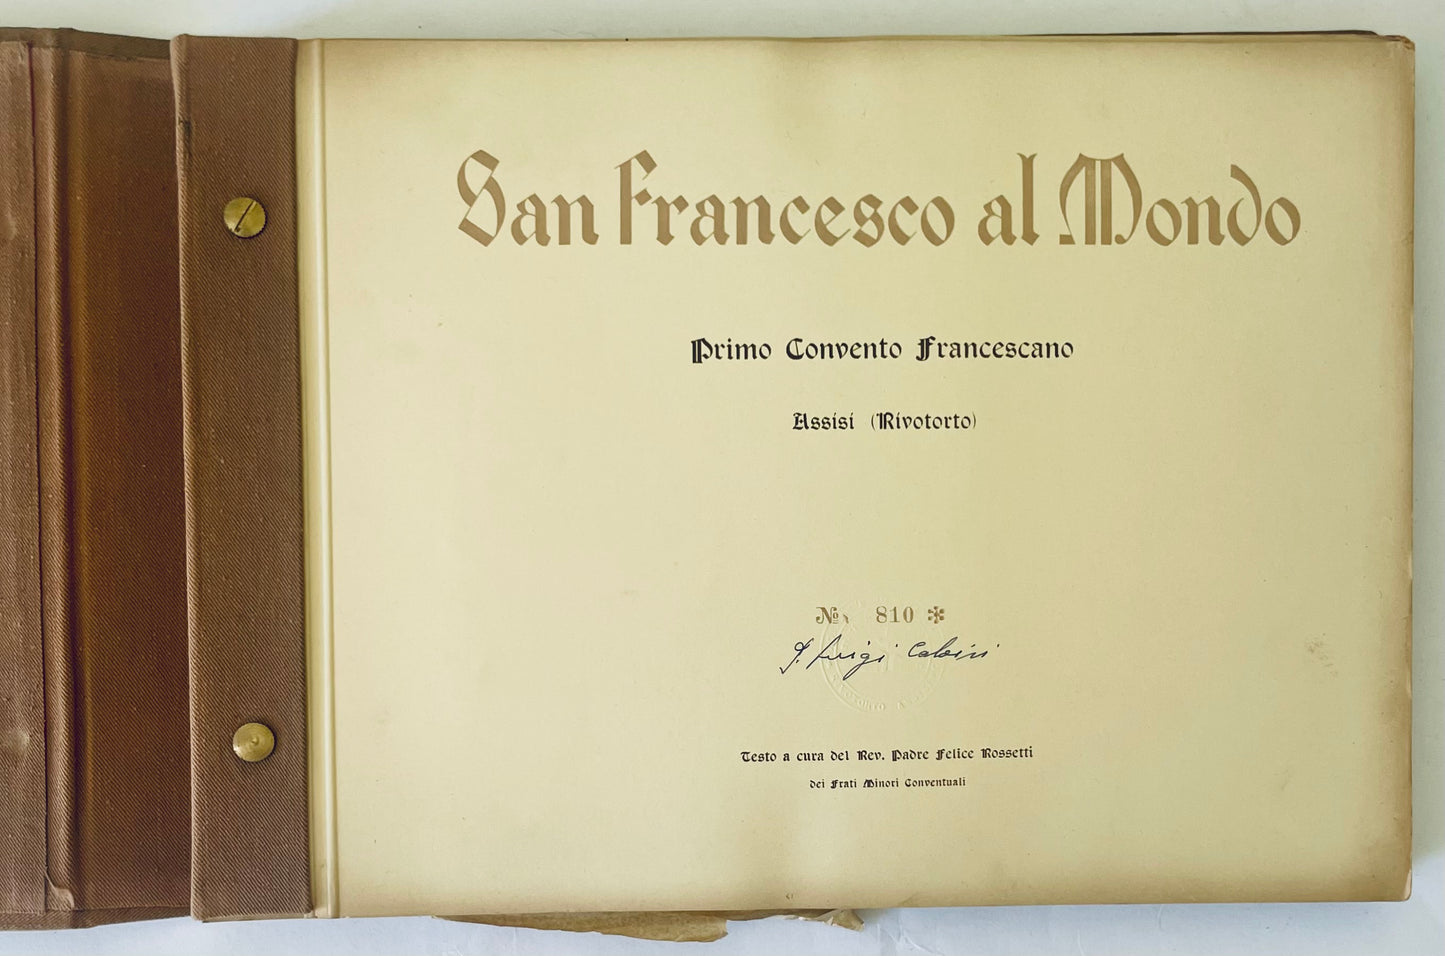 San Francesco al Mondo
Primo Convento Francescano
Assisi (Rivotorto)
No 810 *
P. Luigi
Testo a cura del Rev. Padre Felice Rossetti
dei Frati Minori Conventuali